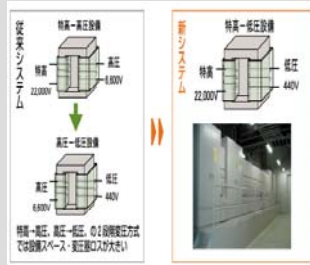 従来システム
特高ー高圧設備
特高
22,000V
高圧
6,600V
高圧ー低圧設備
高圧
6,600V
低圧
440V
特高→高圧、高圧→低圧、の2段階変圧方式
では設備スペース・変圧器ロスが大きい
新システム
特高ー低圧設備
特高
22,000V
低圧
440V